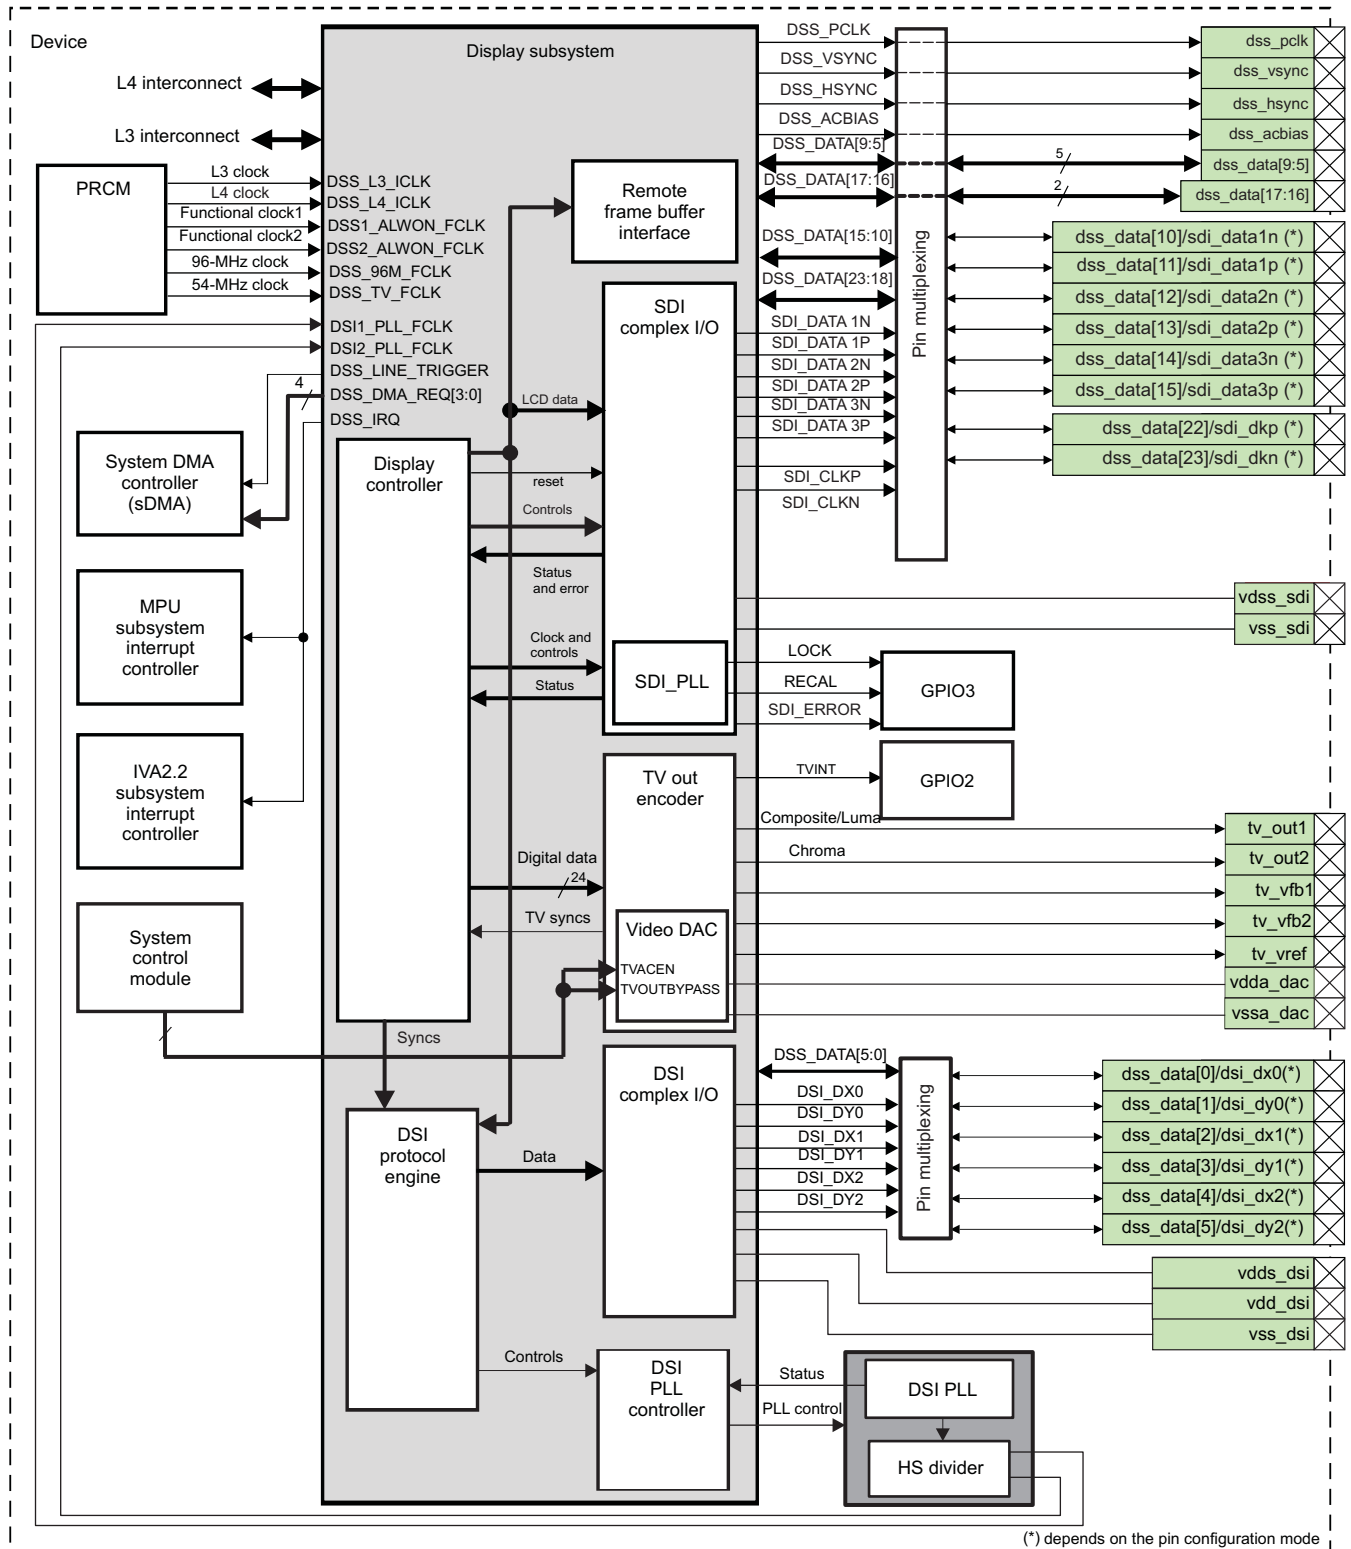 Device
Display subsystem
L4 interconnect
L3 interconnect
PRCM
L3 clock
L4 clock
Functional clock1
Functional clock2
96-MHz clock
54-MHz clock
DSS_L3_ICLK
DSS_L4_ICLK
DSS1_ALWON_FCLK
DSS2_ALWON_FCLK
DSS_96M_FCLK
DSS_TV_FCLK
DSI1_PLL_FCLK
DSI2_PLL_FCLK
DSS_LINE_TRIGGER
DSS_DMA_REQ[3:0]
DSS_IRQ
4
System DMA
controller
(sDMA)
MPU
subsystem
interrupt
controller
IVA2.2
subsystem
interrupt
controller
System
control
module
Display
controller
Remote
frame buffer
interface
SDI
complex I/O
LCD data
reset
Controls
Status
and error
Clock and
controls
Status
SDI_PLL
TV out
encoder
Digital data
24
TV syncs
Video DAC
TVACEN
TVOUTBYPASS
Syncs
DSI
protocol
engine
Data
DSI
complex I/O
Controls
DSI
PLL
controller
DSS_PCLK
DSS_VSYNC
DSS_HSYNC
DSS_ACBIAS
DSS_DATA[9:5]
DSS_DATA[17:16]
DSS_DATA[15:10]
DSS_DATA[23:18]
SDI_DATA 1N
SDI_DATA 1P
SDI_DATA 2N
SDI_DATA 2P
SDI_DATA 3N
SDI_DATA 3P
SDI_CLKP
SDI_CLKN
Pin multiplexing
5
2
dss_pclk
dss_vsync
dss_hsync
dss_acbias
dss_data[9:5]
dss_data[17:16]
dss_data[10]/sdi_data1n (*)
dss_data[11]/sdi_data1p (*)
dss_data[12]/sdi_data2n (*)
dss_data[13]/sdi_data2p (*)
dss_data[14]/sdi_data3n (*)
dss_data[15]/sdi_data3p (*)
dss_data[22]/sdi_dkp (*)
dss_data[23]/sdi_dkn (*)
vdss_sdi
vss_sdi
LOCK
RECAL
SDI_ERROR
GPIO3
TVINT
GPIO2
Composite/Luma
Chroma
tv_out1
tv_out2
tv_vfb1
tv_vfb2
tv_vref
vdda_dac
vssa_dac
DSS_DATA[5:0]
DSI_DX0
DSI_DY0
DSI_DX1
DSI_DY1
DSI_DX2
DSI_DY2
Pin multiplexing
dss_data[0]/dsi_dx0(*)
dss_data[1]/dsi_dy0(*)
dss_data[2]/dsi_dx1(*)
dss_data[3]/dsi_dy1(*)
dss_data[4]/dsi_dx2(*)
dss_data[5]/dsi_dy2(*)
vdds_dsi
vdd_dsi
vss_dsi
Status
PLL control
DSI PLL
HS divider
(*) depends on the pin configuration mode